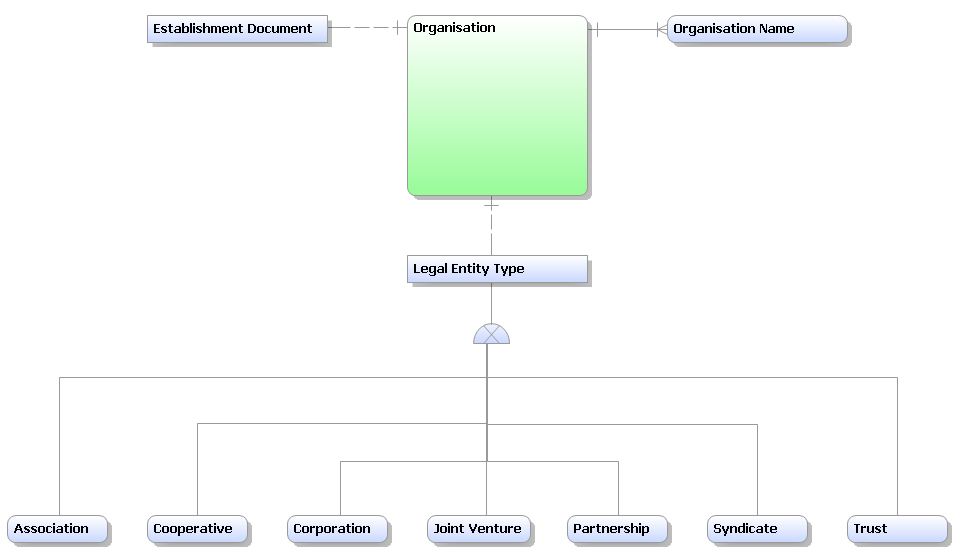 Establishment Document
Organisation
Organisation Name
Legal Entity Type
Association
Cooperative
Corporation
Joint Venture
Partnership
Syndicate
Trust